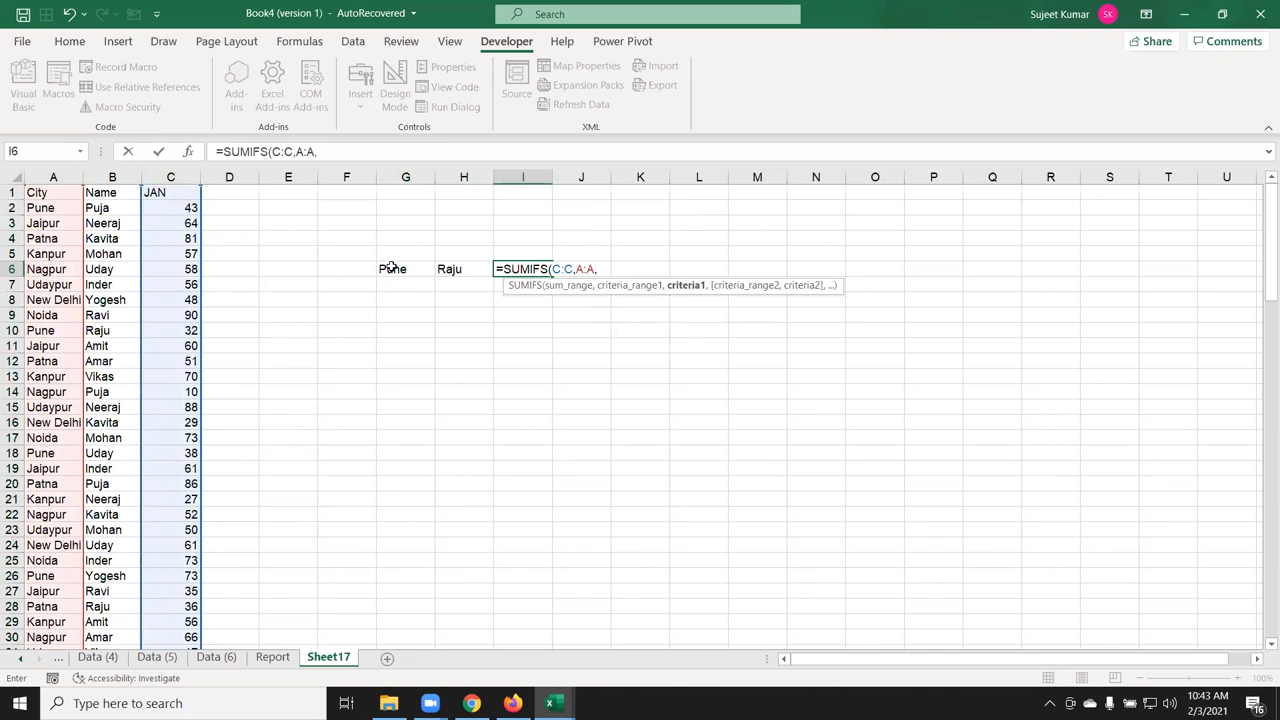 Book4 (version 1) - AutoRecovered
Search
Sujeet Kumar SK
File Home Insert Draw Page Layout Formulas Data Review View Developer Help Power Pivot Share Comments
Visual Basic
Macros
Record Macro
Use Relative References
Macro Security
Code
Add-ins
Excel Add-ins
COM Add-ins
Add-ins
Insert
Design Mode
Properties
View Code
Run Dialog
Controls
Source
Map Properties
Expansion Packs
Refresh Data
Import
Export
XML
I6 fx =SUMIFS(C:C,A:A,
A B C D E F G H I J K L M N O P Q R S T U
1 City Name JAN
2 Pune Puja 43
3 Jaipur Neeraj 64
4 Patna Kavita 81
5 Kanpur Mohan 57
6 Nagpur Uday 58 Pune Raju =SUMIFS(C:C,A:A,
7 Udaypur Inder 56 SUMIFS(sum_range, criteria_range1, criteria1, [criteria_range2, criteria2], ...)
8 New Delhi Yogesh 48
9 Noida Ravi 90
10 Pune Raju 32
11 Jaipur Amit 60
12 Patna Amar 51
13 Kanpur Vikas 70
14 Nagpur Puja 10
15 Udaypur Neeraj 88
16 New Delhi Kavita 29
17 Noida Mohan 73
18 Pune Uday 38
19 Jaipur Inder 61
20 Patna Puja 86
21 Kanpur Neeraj 27
22 Nagpur Kavita 52
23 Udaypur Mohan 50
24 New Delhi Uday 61
25 Noida Inder 73
26 Pune Yogesh 73
27 Jaipur Ravi 35
28 Patna Raju 36
29 Kanpur Amit 56
30 Nagpur Amar 66
... Data (4) Data (5) Data (6) Report Sheet17
Enter Accessibility: Investigate 100%
Type here to search
10:43 AM
2/3/2021
16